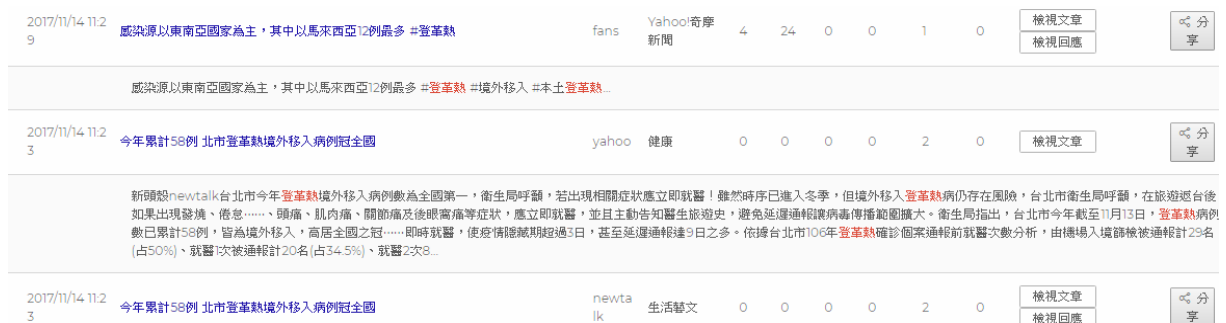 2017/11/14 11:29 感染源以東南亞國家為主，其中以馬來西亞12例最多 #登革熱 fans Yahoo!奇摩新聞 4 24 0 0 1 0 檢視文章 檢視回應 分享
感染源以東南亞國家為主，其中以馬來西亞12例最多 #登革熱 #境外移入 #本土登革熱...
2017/11/14 11:23 今年累計58例 北市登革熱境外移入病例冠全國 yahoo 健康 0 0 0 0 2 0 檢視文章 分享
新頭殼newtalk台北市今年登革熱境外移入病例數為全國第一，衛生局呼籲，若出現相關症狀應立即就醫！雖然時序已進入冬季，但境外移入登革熱病仍存在風險，台北市衛生局呼籲，在旅遊返台後
如果出現發燒、倦怠……、頭痛、肌肉痛、關節痛及後眼窩痛等症狀，應立即就醫，並且主動告知醫生旅遊史，避免延遲通報讓病毒傳播範圍擴大。衛生局指出，台北市今年截至11月13日，登革熱病例
數已累計58例，皆為境外移入，高居全國之冠……即時就醫，使疫情隱藏期超過3日，甚至延遲通報達9日之多。依據台北市106年登革熱確診個案通報前就醫次數分析，由機場入境篩檢被通報計29名
(占50%)、就醫1次被通報計20名(占34.5%)、就醫2次8...
2017/11/14 11:23 今年累計58例 北市登革熱境外移入病例冠全國 newtalk 生活藝文 0 0 0 0 2 0 檢視文章 檢視回應 分享